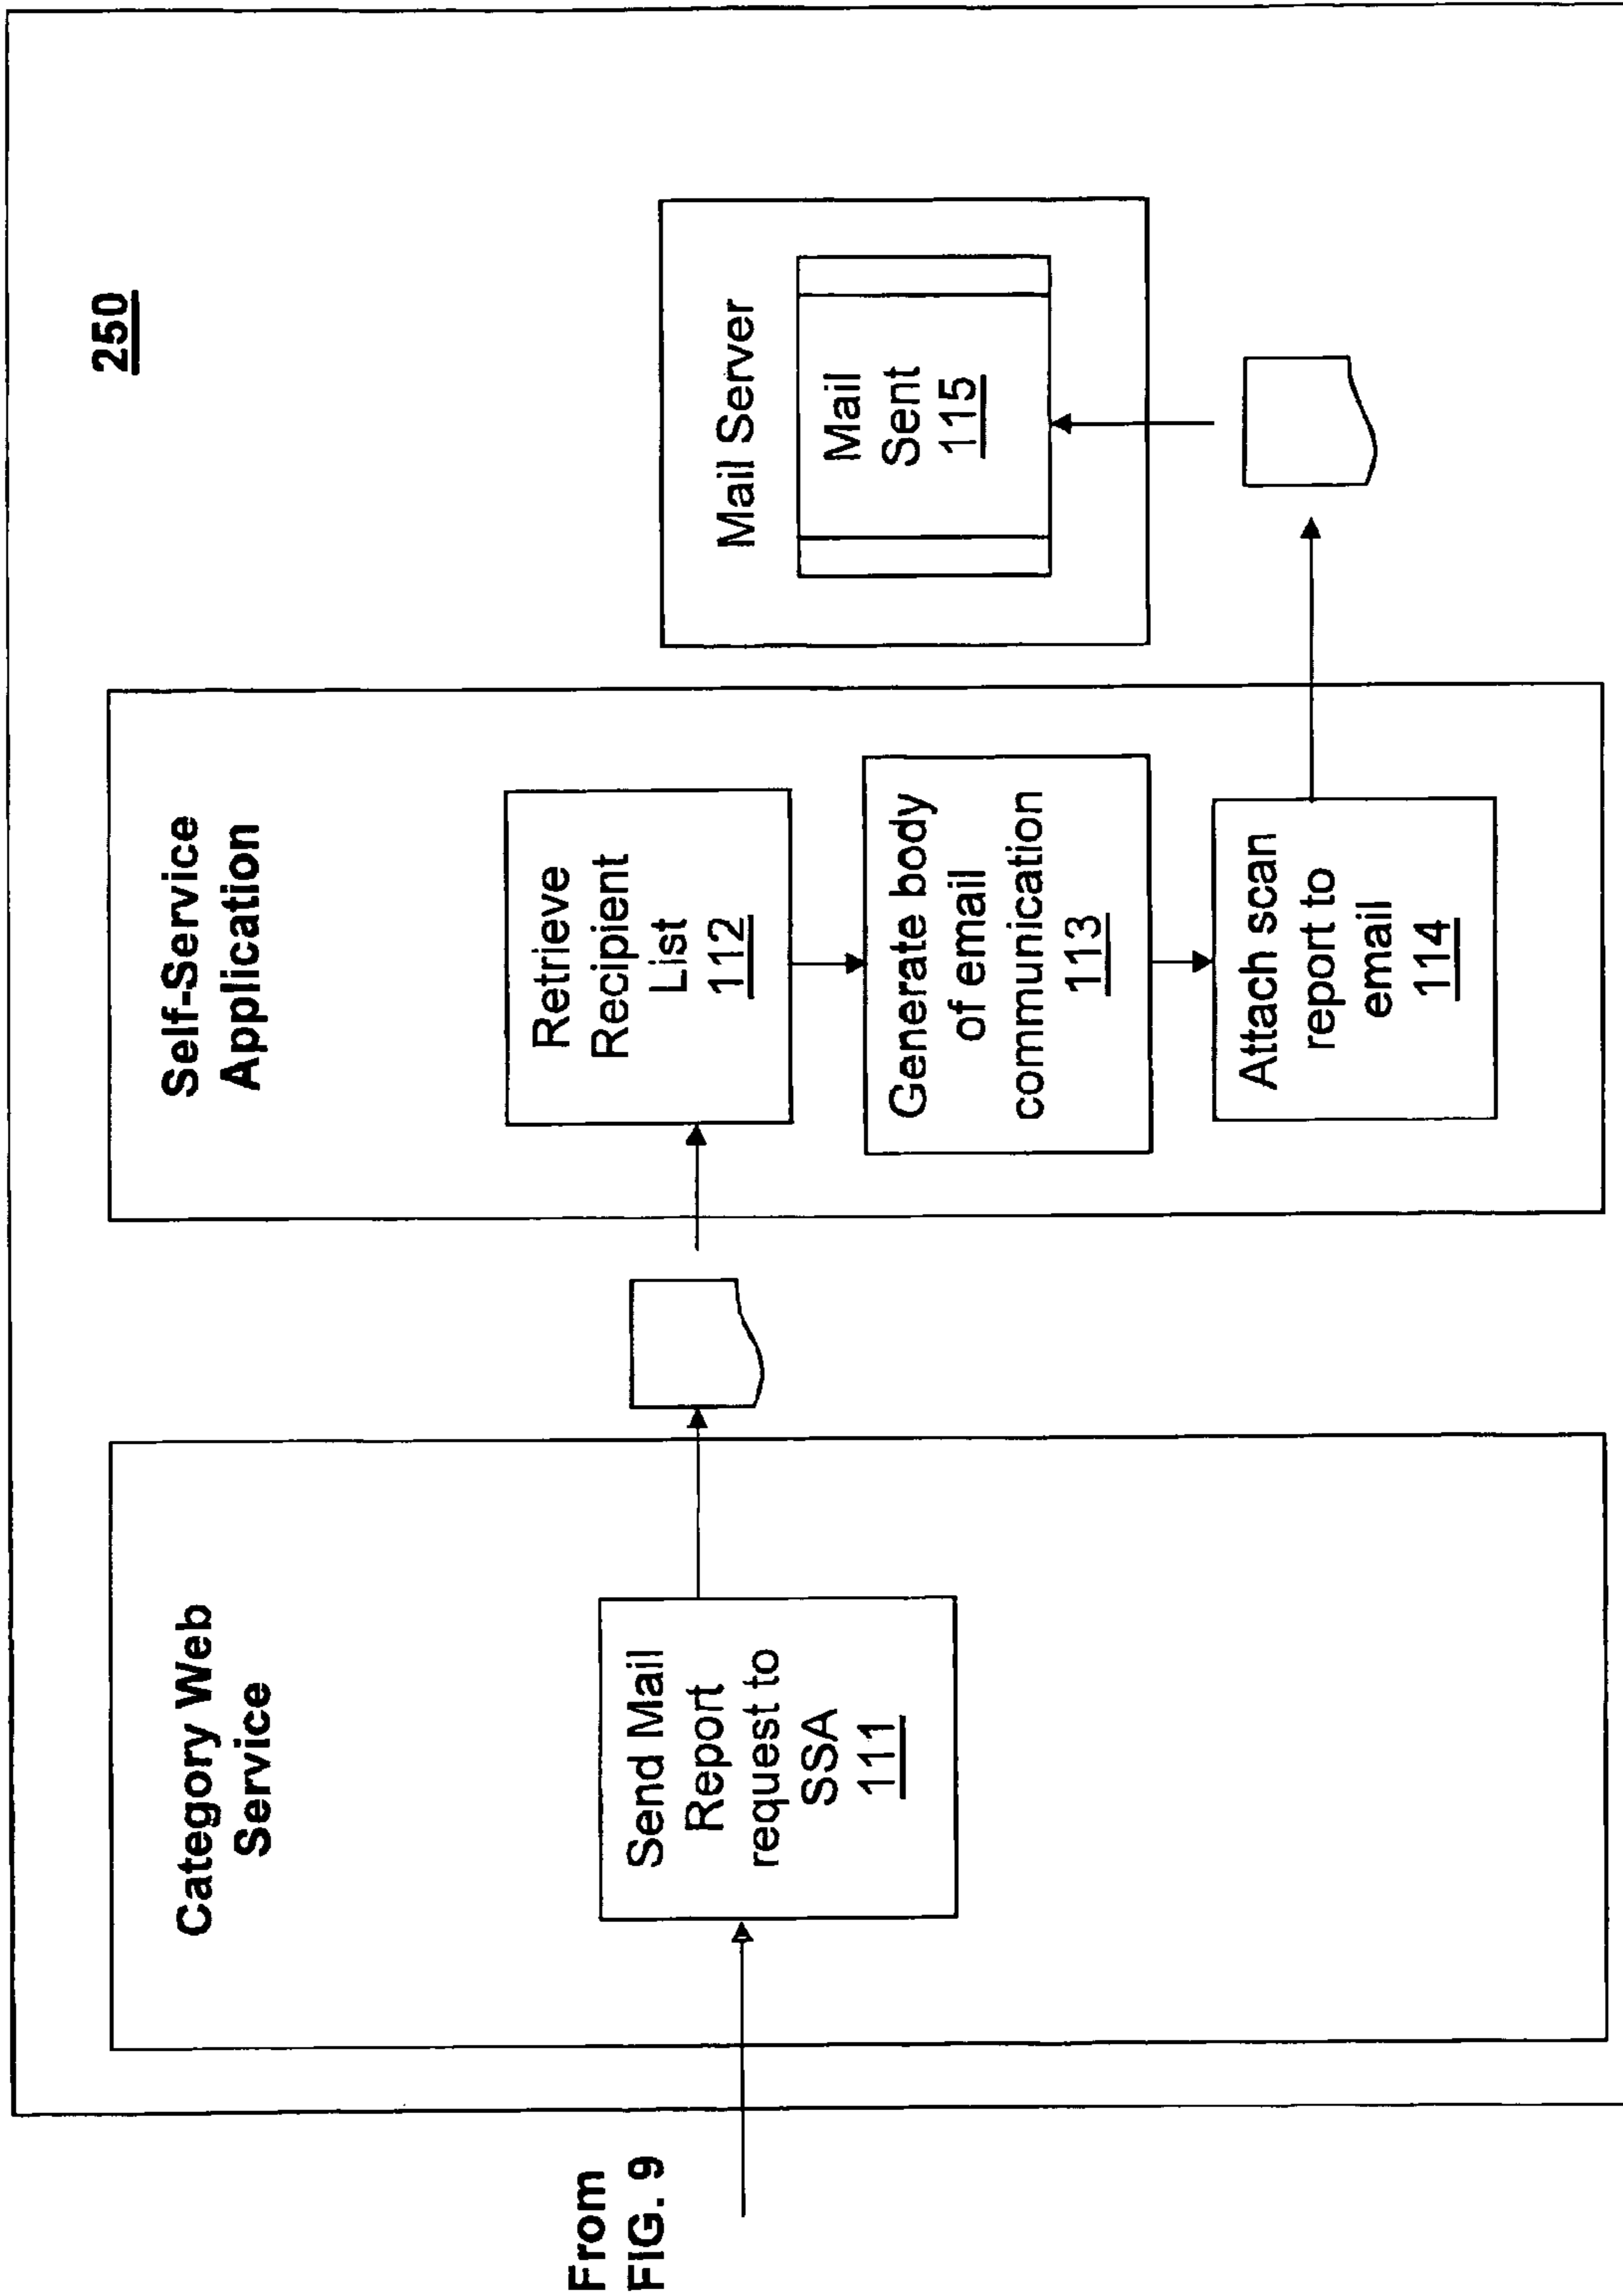 250
From
FIG. 9
Category Web
Service
Send Mail
Report
request to
SSA
111
Self-Service
Application
Retrieve
Recipient
List
112
Generate body
of email
communication
113
Attach scan
report to
email
114
Mail Server
Mail
Sent
115